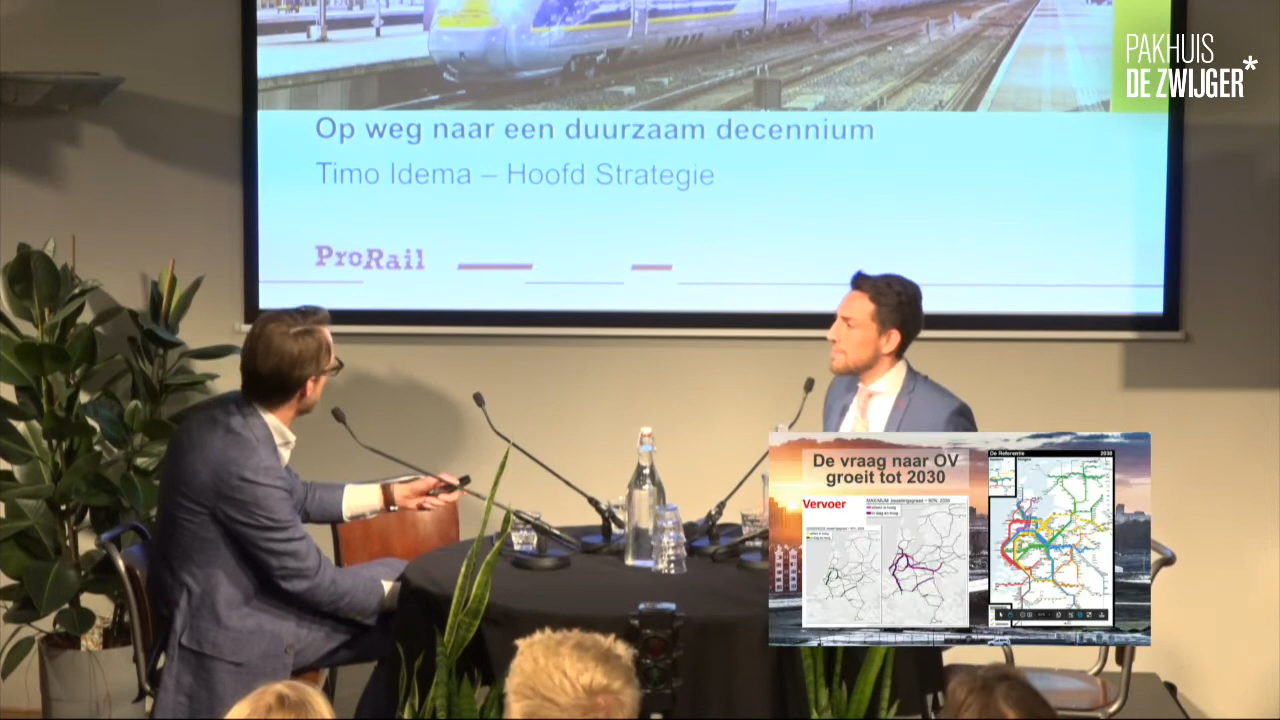 PAKHUIS
DE ZWIJGER*
Op weg naar een duurzaam decennium
Timo Idema – Hoofd Strategie
ProRail
De vraag naar OV
groeit tot 2030
Vervoer
De Referentie 2030